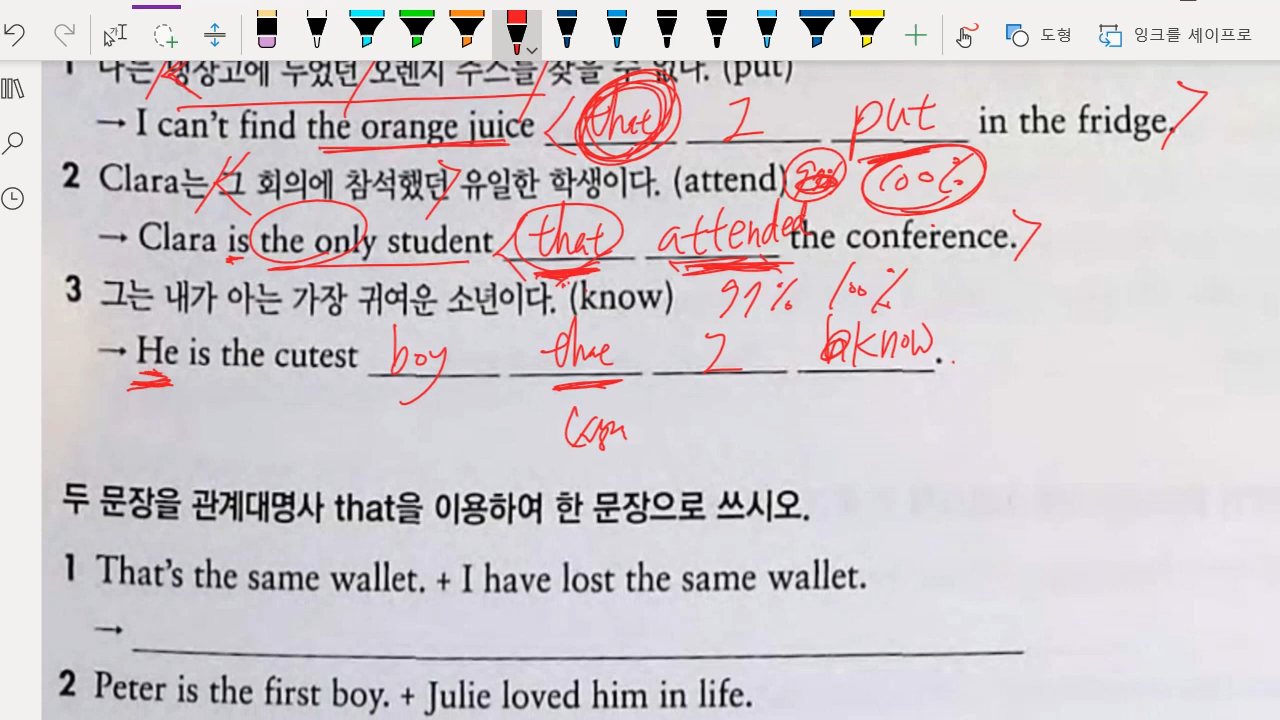 도형
잉크를 셰이프로
1 나는 냉장고에 두었던 오렌지 주스를 찾을 수 없다. (put)
→ I can't find the orange juice that I put in the fridge.
2 Clara는 그 회의에 참석했던 유일한 학생이다. (attend) 100%
→ Clara is the only student that attended the conference.
3 그는 내가 아는 가장 귀여운 소년이다. (know) 99% 100%
→ He is the cutest boy that I know.
두 문장을 관계대명사 that을 이용하여 한 문장으로 쓰시오.
1 That's the same wallet. + I have lost the same wallet.
→
2 Peter is the first boy. + Julie loved him in life.